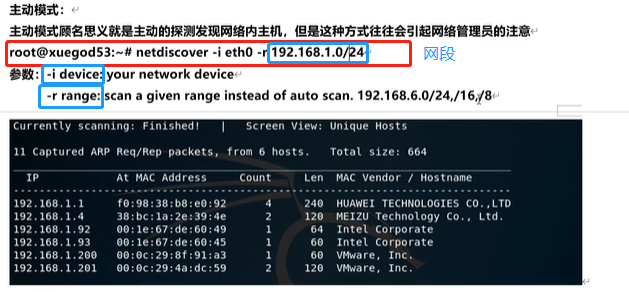 主动模式：
主动模式顾名思义就是主动的探测发现网络内主机，但是这种方式往往会引起网络管理员的注意
root@xuegod53:~# netdiscover -i eth0 -r 192.168.1.0/24 网段
参数：-i device: your network device
-r range: scan a given range instead of auto scan. 192.168.6.0/24,/16,/8
Currently scanning: Finished! | Screen View: Unique Hosts
11 Captured ARP Req/Rep packets, from 6 hosts. Total size: 664
IP At MAC Address Count Len MAC Vendor / Hostname
192.168.1.1 f0:98:38:b8:e0:92 4 240 HUAWEI TECHNOLOGIES CO.,LTD
192.168.1.4 38:bc:1a:2e:39:4e 2 120 MEIZU Technology Co., Ltd.
192.168.1.92 00:1e:67:de:60:49 1 64 Intel Corporate
192.168.1.93 00:1e:67:de:60:45 1 60 Intel Corporate
192.168.1.200 00:0c:29:8f:91:a3 1 60 VMware, Inc.
192.168.1.201 00:0c:29:4a:dc:59 2 120 VMware, Inc.